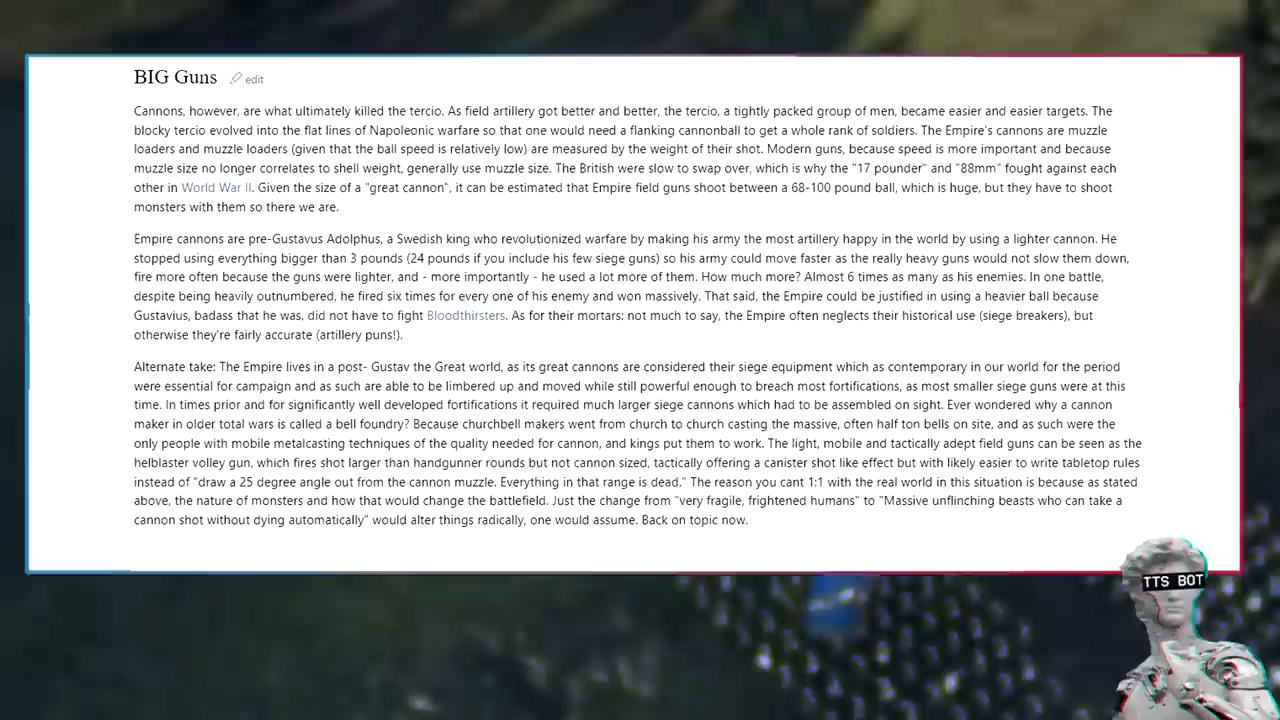 BIG Guns edit
Cannons, however, are what ultimately killed the tercio. As field artillery got better and better, the tercio, a tightly packed group of men, became easier and easier targets. The
blocky tercio evolved into the flat lines of Napoleonic warfare so that one would need a flanking cannonball to get a whole rank of soldiers. The Empire's cannons are muzzle
loaders and muzzle loaders (given that the ball speed is relatively low) are measured by the weight of their shot. Modern guns, because speed is more important and because
muzzle size no longer correlates to shell weight, generally use muzzle size. The British were slow to swap over, which is why the "17 pounder" and "88mm" fought against each
other in World War II. Given the size of a "great cannon", it can be estimated that Empire field guns shoot between a 68-100 pound ball, which is huge, but they have to shoot
monsters with them so there we are.
Empire cannons are pre-Gustavus Adolphus, a Swedish king who revolutionized warfare by making his army the most artillery happy in the world by using a lighter cannon. He
stopped using everything bigger than 3 pounds (24 pounds if you include his few siege guns) so his army could move faster as the really heavy guns would not slow them down,
fire more often because the guns were lighter, and - more importantly - he used a lot more of them. How much more? Almost 6 times as many as his enemies. In one battle,
despite being heavily outnumbered, he fired six times for every one of his enemy and won massively. That said, the Empire could be justified in using a heavier ball because
Gustavius, badass that he was, did not have to fight Bloodthirsters. As for their mortars: not much to say, the Empire often neglects their historical use (siege breakers), but
otherwise they're fairly accurate (artillery puns!).
Alternate take: The Empire lives in a post- Gustav the Great world, as its great cannons are considered their siege equipment which as contemporary in our world for the period
were essential for campaign and as such are able to be limbered up and moved while still powerful enough to breach most fortifications, as most smaller siege guns were at this
time. In times prior and for significantly well developed fortifications it required much larger siege cannons which had to be assembled on sight. Ever wondered why a cannon
maker in older total wars is called a bell foundry? Because churchbell makers went from church to church casting the massive, often half ton bells on site, and as such were the
only people with mobile metalcasting techniques of the quality needed for cannon, and kings put them to work. The light, mobile and tactically adept field guns can be seen as the
helblaster volley gun, which fires shot larger than handgunner rounds but not cannon sized, tactically offering a canister shot like effect but with likely easier to write tabletop rules
instead of "draw a 25 degree angle out from the cannon muzzle. Everything in that range is dead." The reason you cant 1:1 with the real world in this situation is because as stated
above, the nature of monsters and how that would change the battlefield. Just the change from "very fragile, frightened humans" to "Massive unflinching beasts who can take a
cannon shot without dying automatically" would alter things radically, one would assume. Back on topic now.
TTS BOT